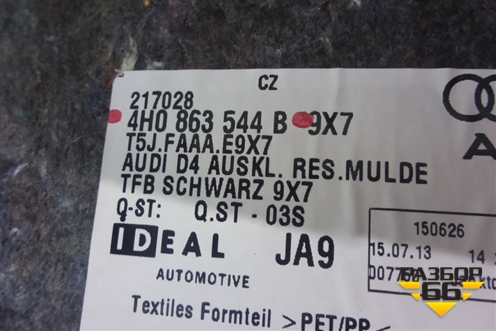 CZ
217028
4H0 863 544 B 9X7
T5J.FAAA.E9X7
AUDI D4 AUSKL. RES.MULDE
TFB SCHWARZ 9X7
Q-ST: Q.ST - 03S
IDEAL JA9
AUTOMOTIVE
150626
15.07.13 14
Textiles Formteil >PET/PP<
РАЗБОР
66